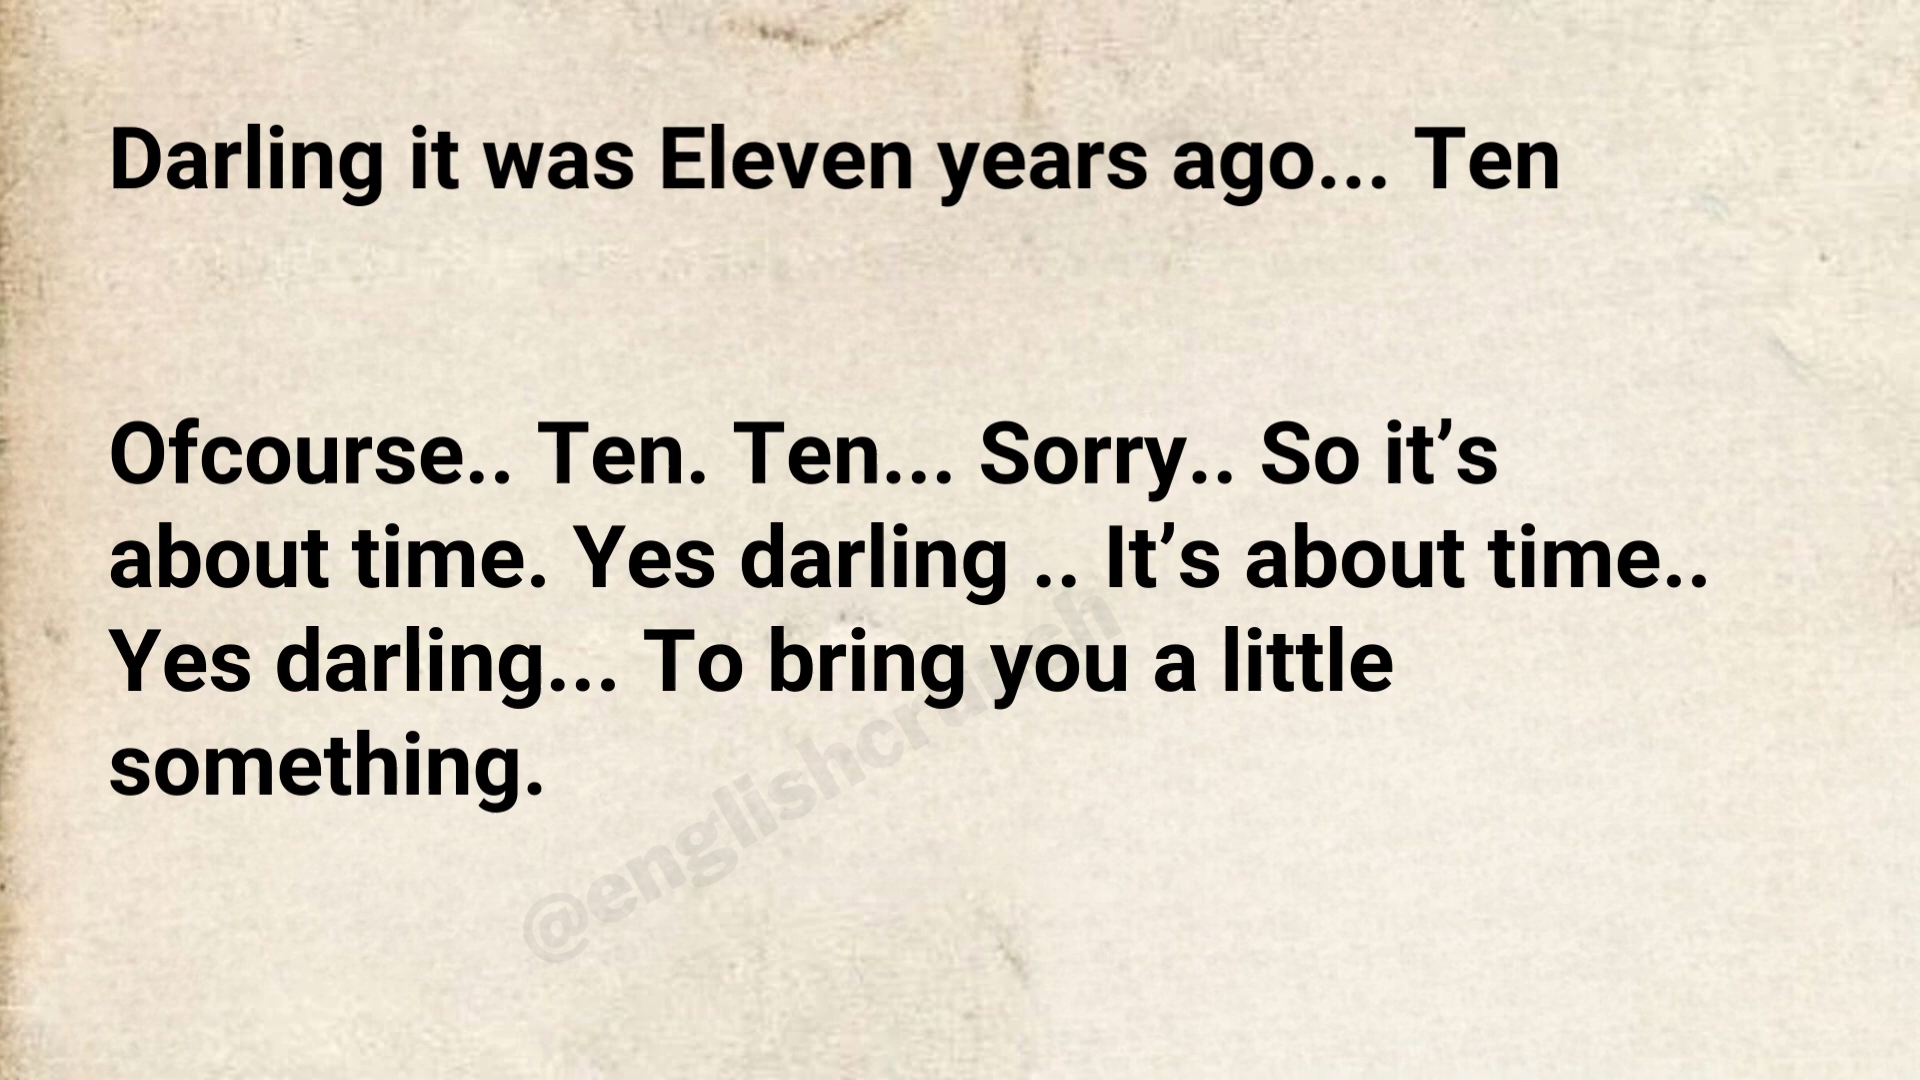 Darling it was Eleven years ago... Ten
Ofcourse.. Ten. Ten... Sorry.. So it’s
about time. Yes darling .. It’s about time..
Yes darling... To bring you a little
something.